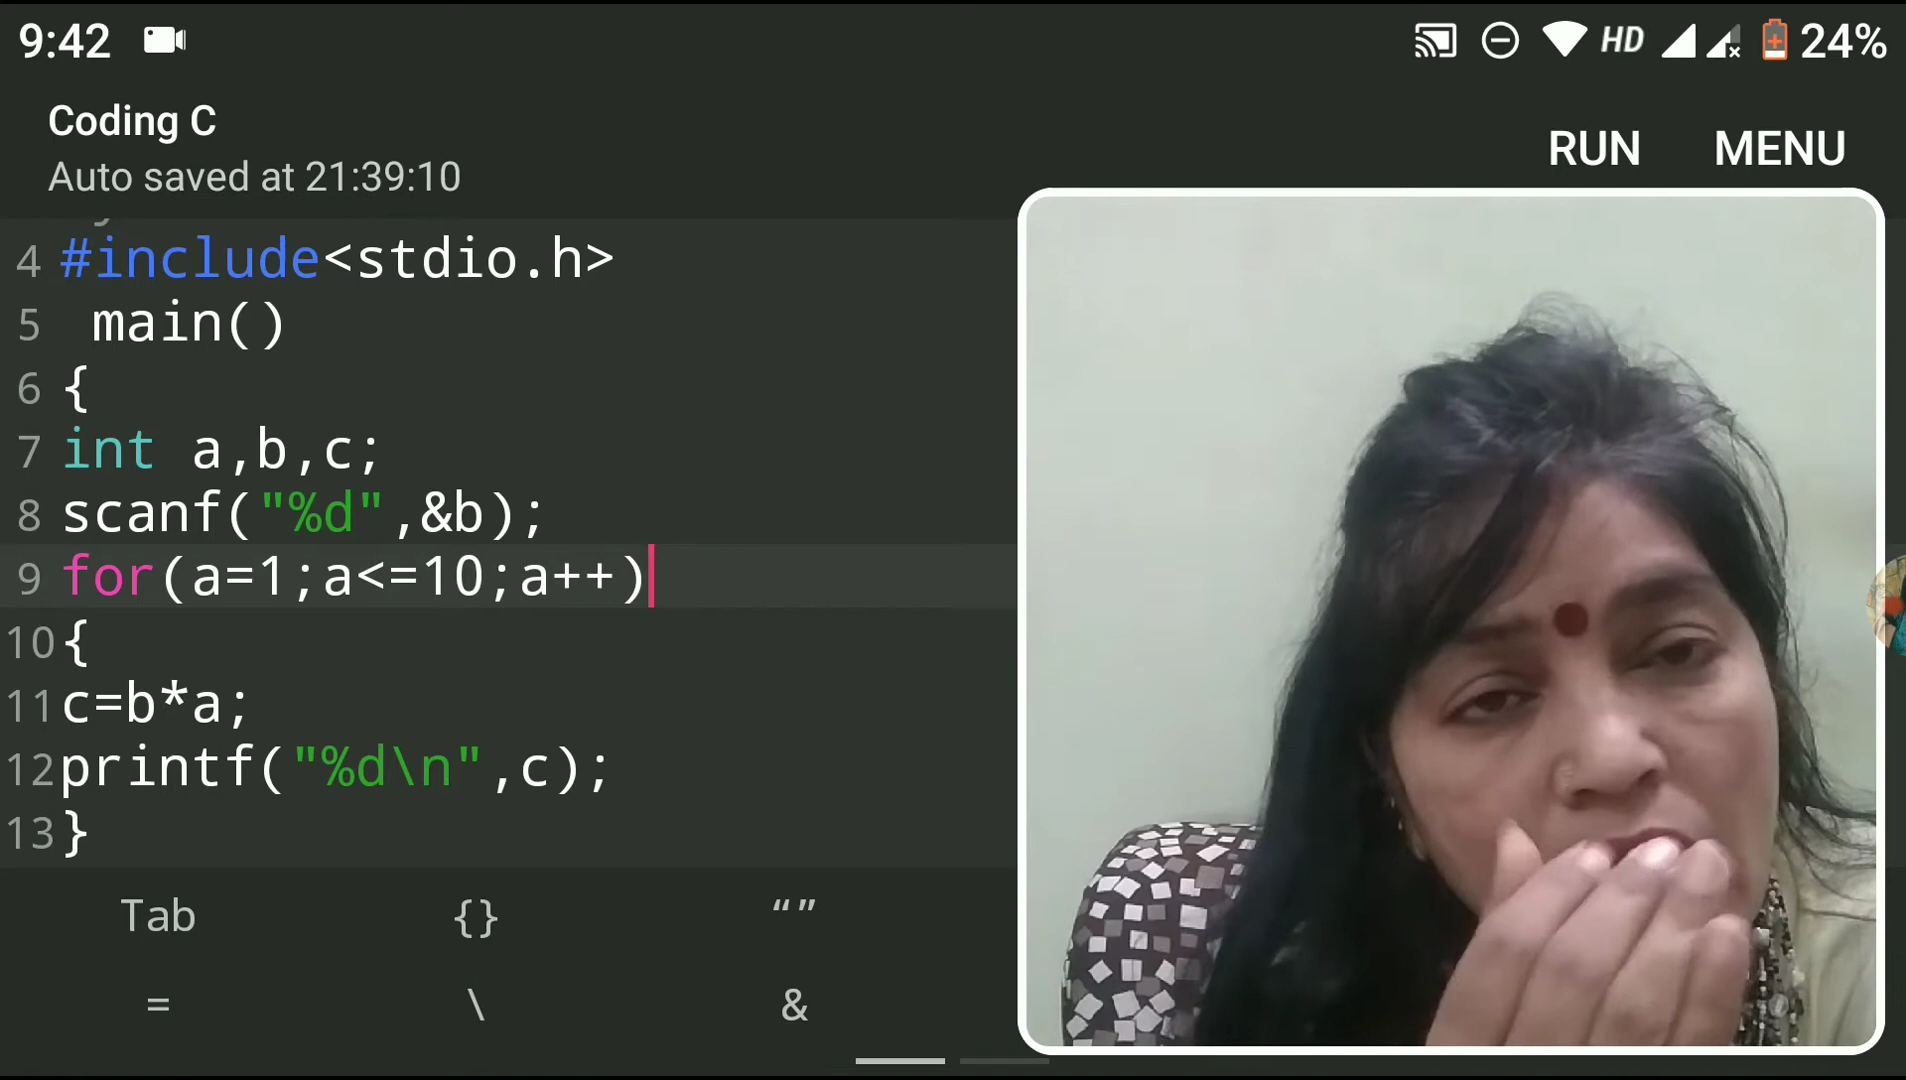 9:42 HD 24%
Coding C
Auto saved at 21:39:10
RUN MENU
4 #include<stdio.h>
5 main()
6 {
7 int a,b,c;
8 scanf("%d",&b);
9 for(a=1;a<=10;a++)
10 {
11 c=b*a;
12 printf("%d\n",c);
13 }
Tab {} “”
= \ &